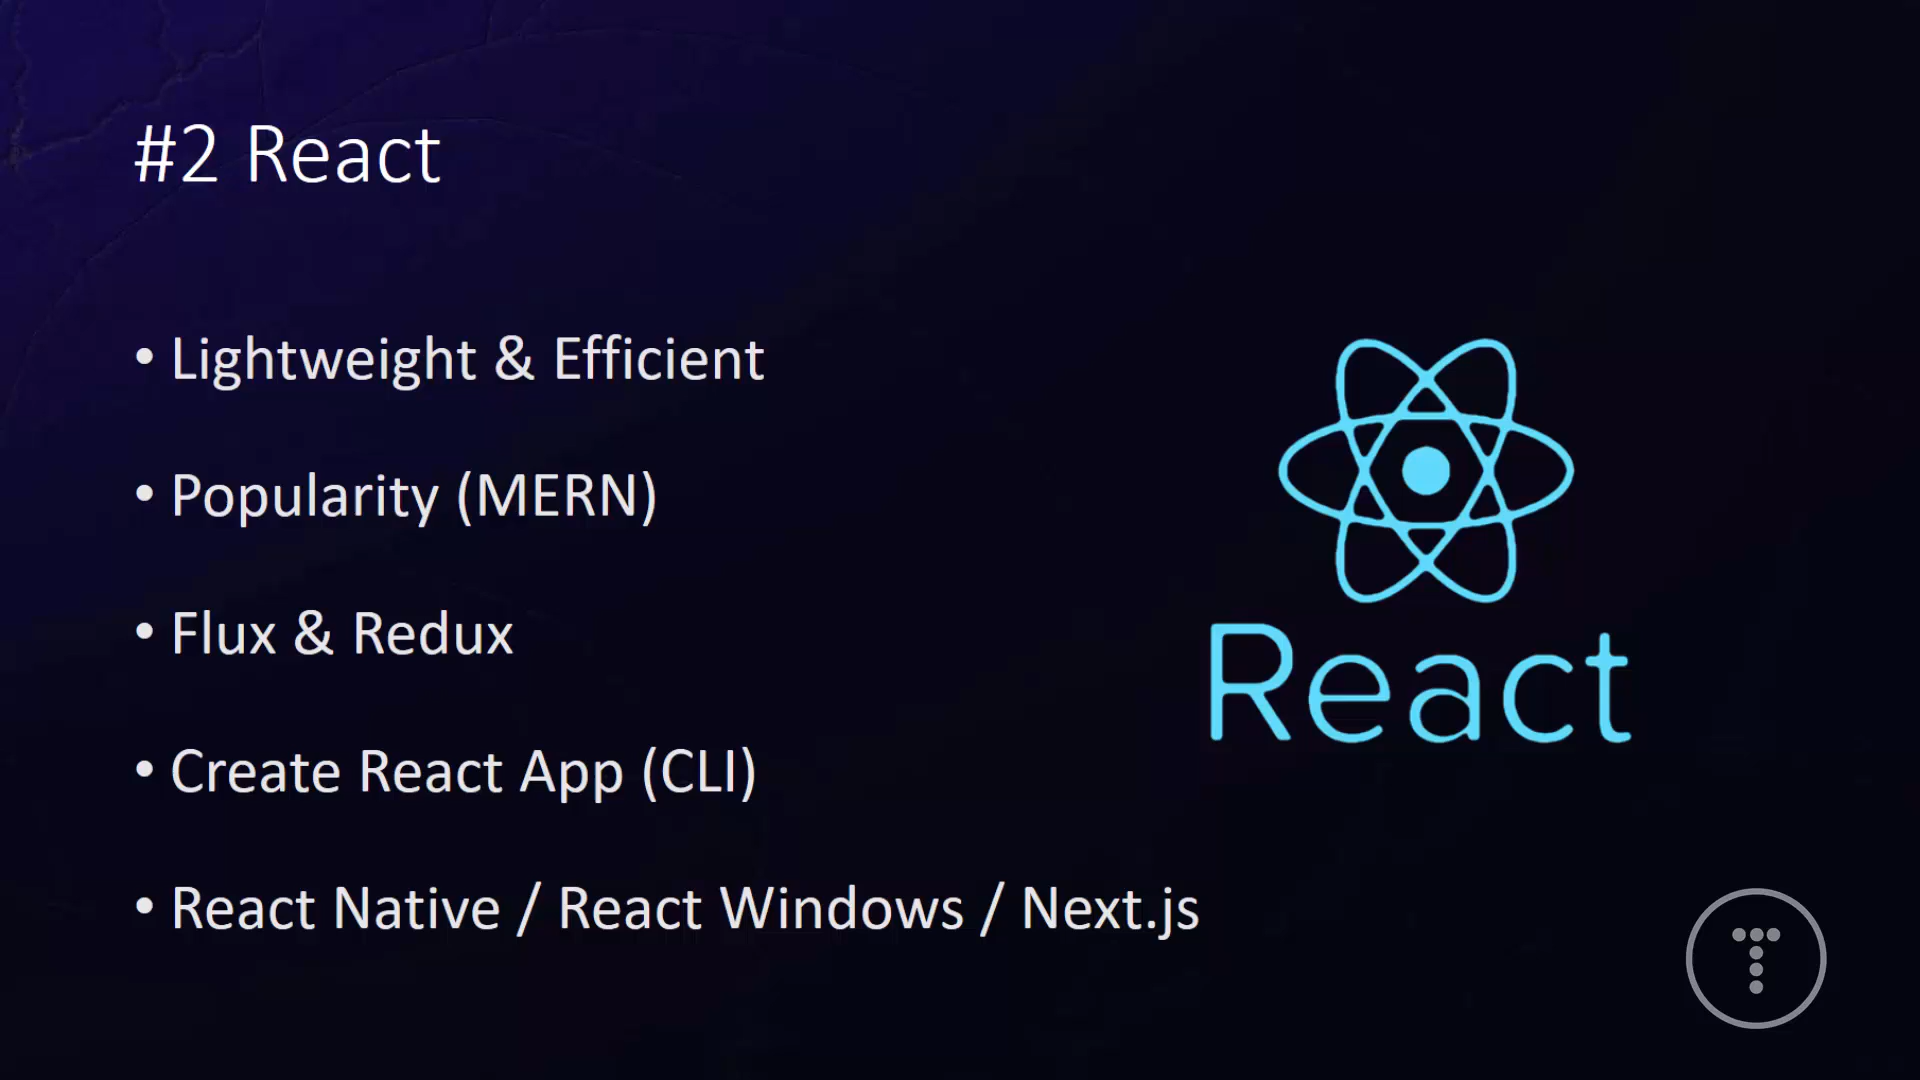 #2 React
• Lightweight & Efficient
• Popularity (MERN)
• Flux & Redux
• Create React App (CLI)
• React Native / React Windows / Next.js
React
T